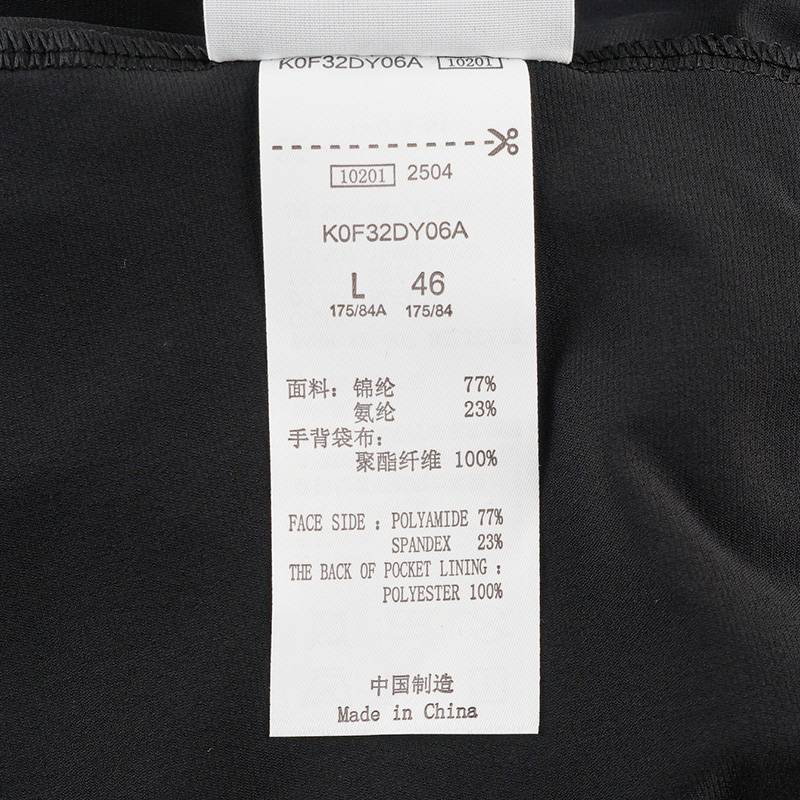 K0F32DY06A 10201
10201 2504
K0F32DY06A
L 46
175/84A 175/84
面料：锦纶 77%
氨纶 23%
手背袋布：
聚酯纤维 100%
FACE SIDE : POLYAMIDE 77%
SPANDEX 23%
THE BACK OF POCKET LINING :
POLYESTER 100%
中国制造
Made in China